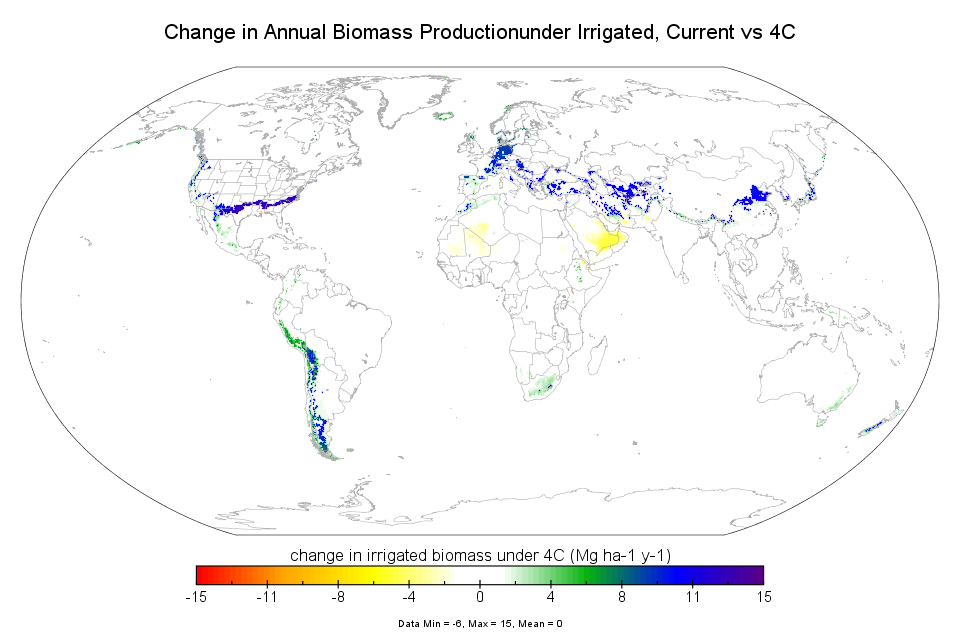 Change in Annual Biomass Productionunder Irrigated, Current vs 4C
change in irrigated biomass under 4C (Mg ha-1 y-1)
-15 -11 -8 -4 0 4 8 11 15
Data Min = -6, Max = 15, Mean = 0